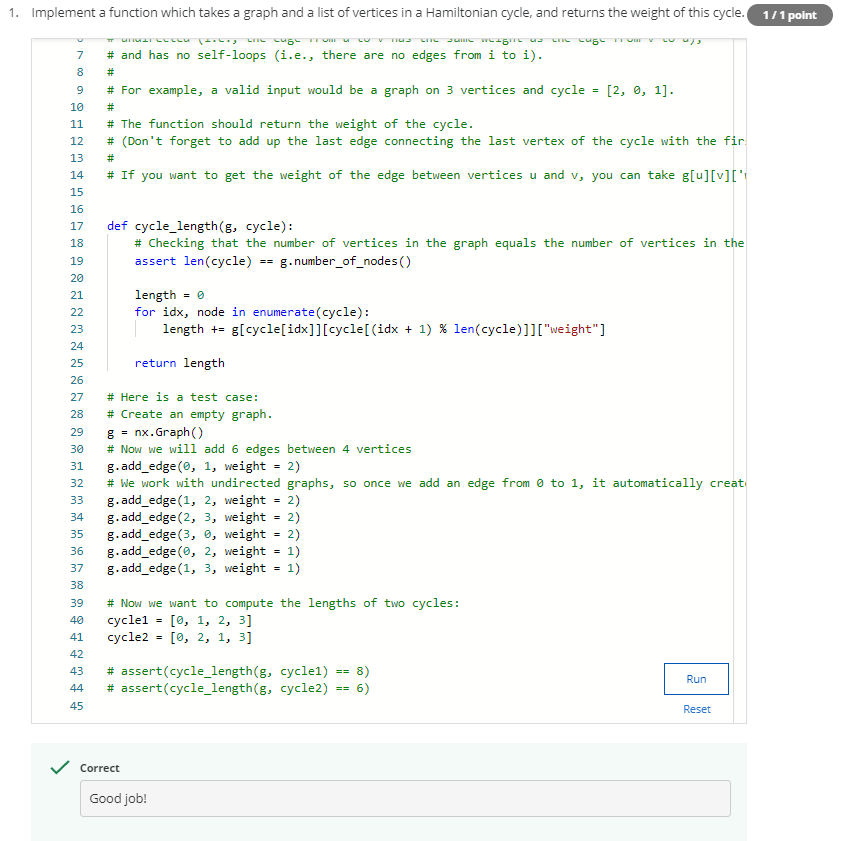 1. Implement a function which takes a graph and a list of vertices in a Hamiltonian cycle, and returns the weight of this cycle.
1 / 1 point
7 # and has no self-loops (i.e., there are no edges from i to i).
8 #
9 # For example, a valid input would be a graph on 3 vertices and cycle = [2, 0, 1].
10 #
11 # The function should return the weight of the cycle.
12 # (Don't forget to add up the last edge connecting the last vertex of the cycle with the fir
13 #
14 # If you want to get the weight of the edge between vertices u and v, you can take g[u][v]['
15
16
17 def cycle_length(g, cycle):
18     # Checking that the number of vertices in the graph equals the number of vertices in the
19     assert len(cycle) == g.number_of_nodes()
20
21     length = 0
22     for idx, node in enumerate(cycle):
23         length += g[cycle[idx]][cycle[(idx + 1) % len(cycle)]]["weight"]
24
25     return length
26
27 # Here is a test case:
28 # Create an empty graph.
29 g = nx.Graph()
30 # Now we will add 6 edges between 4 vertices
31 g.add_edge(0, 1, weight = 2)
32 # We work with undirected graphs, so once we add an edge from 0 to 1, it automatically creat
33 g.add_edge(1, 2, weight = 2)
34 g.add_edge(2, 3, weight = 2)
35 g.add_edge(3, 0, weight = 2)
36 g.add_edge(0, 2, weight = 1)
37 g.add_edge(1, 3, weight = 1)
38
39 # Now we want to compute the lengths of two cycles:
40 cycle1 = [0, 1, 2, 3]
41 cycle2 = [0, 2, 1, 3]
42
43 # assert(cycle_length(g, cycle1) == 8)
44 # assert(cycle_length(g, cycle2) == 6)
45
Run
Reset
Correct
Good job!